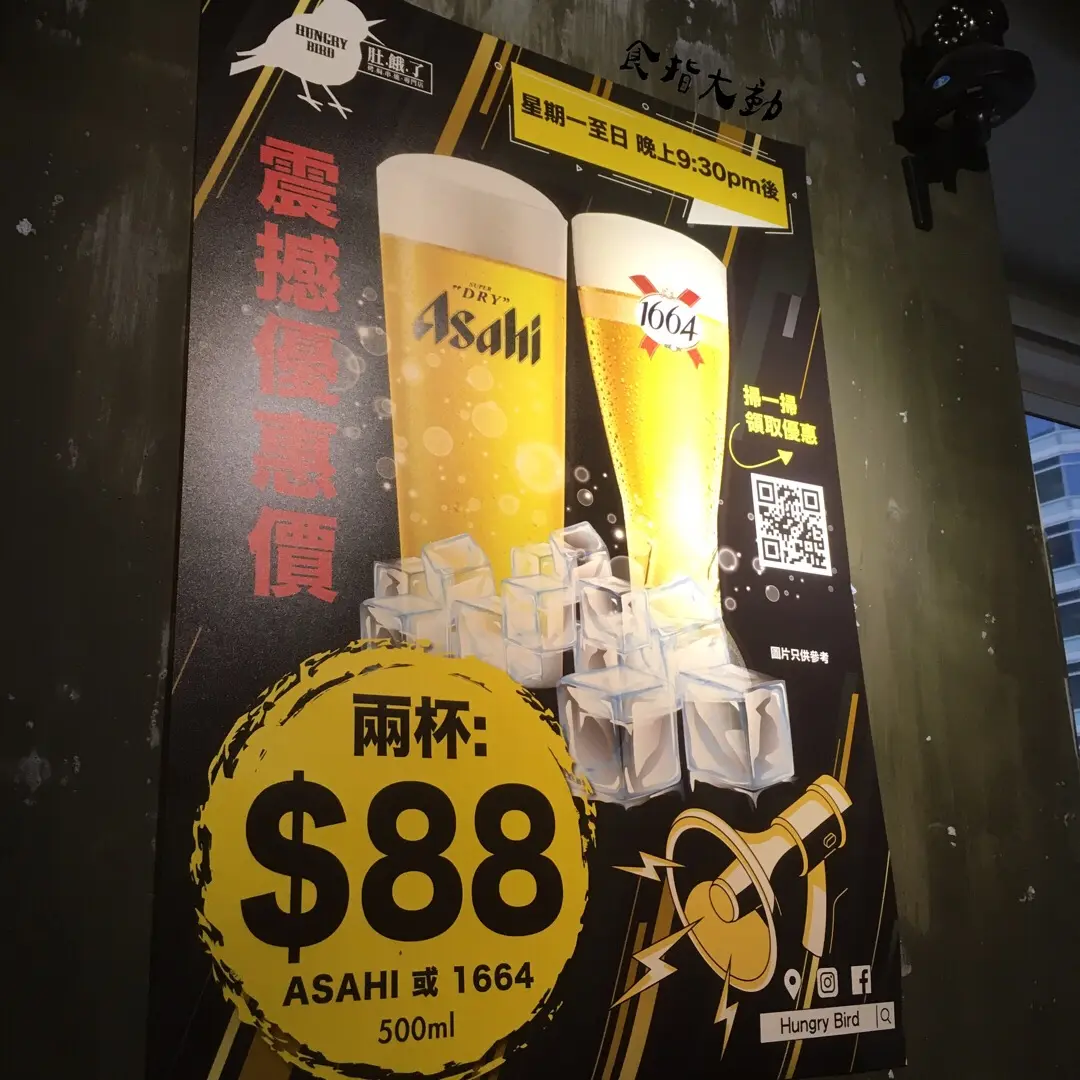 HUNGRY
BIRD
肚.餓.了
食指大動
星期一至日 晚上9:30pm後
震撼優惠價
SUPER
"DRY"
Asahi
1664
掃一掃
領取優惠
圖片只供參考
兩杯:
$88
ASAHI 或 1664
500ml
Hungry Bird